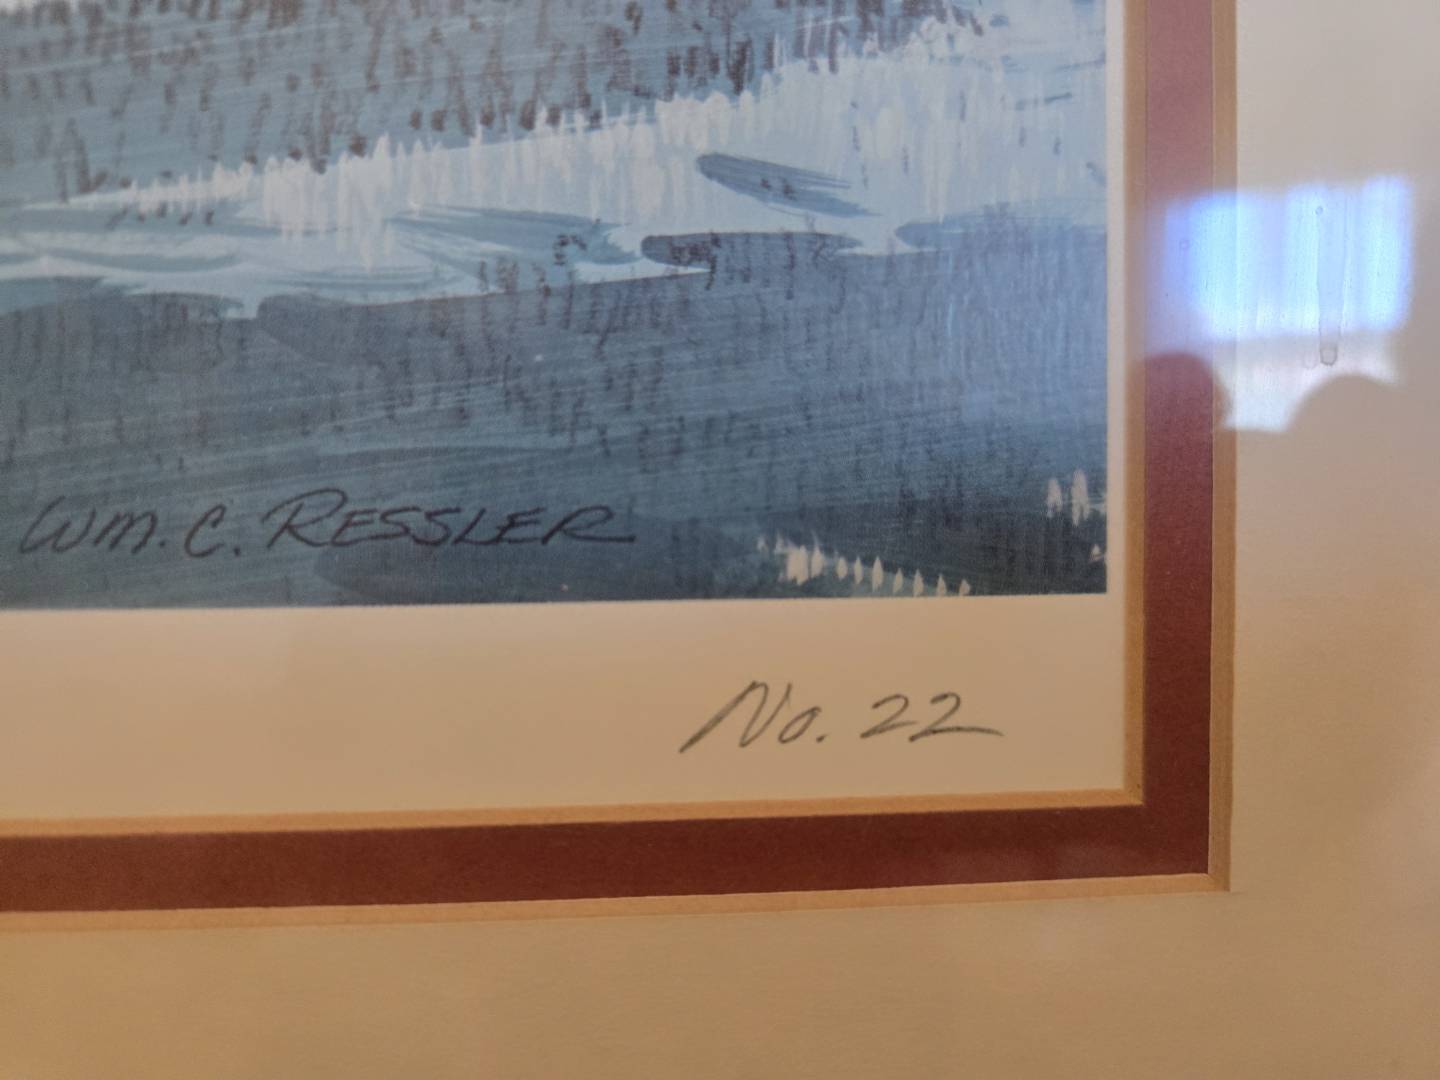 WM. C. RESSLER
No. 22